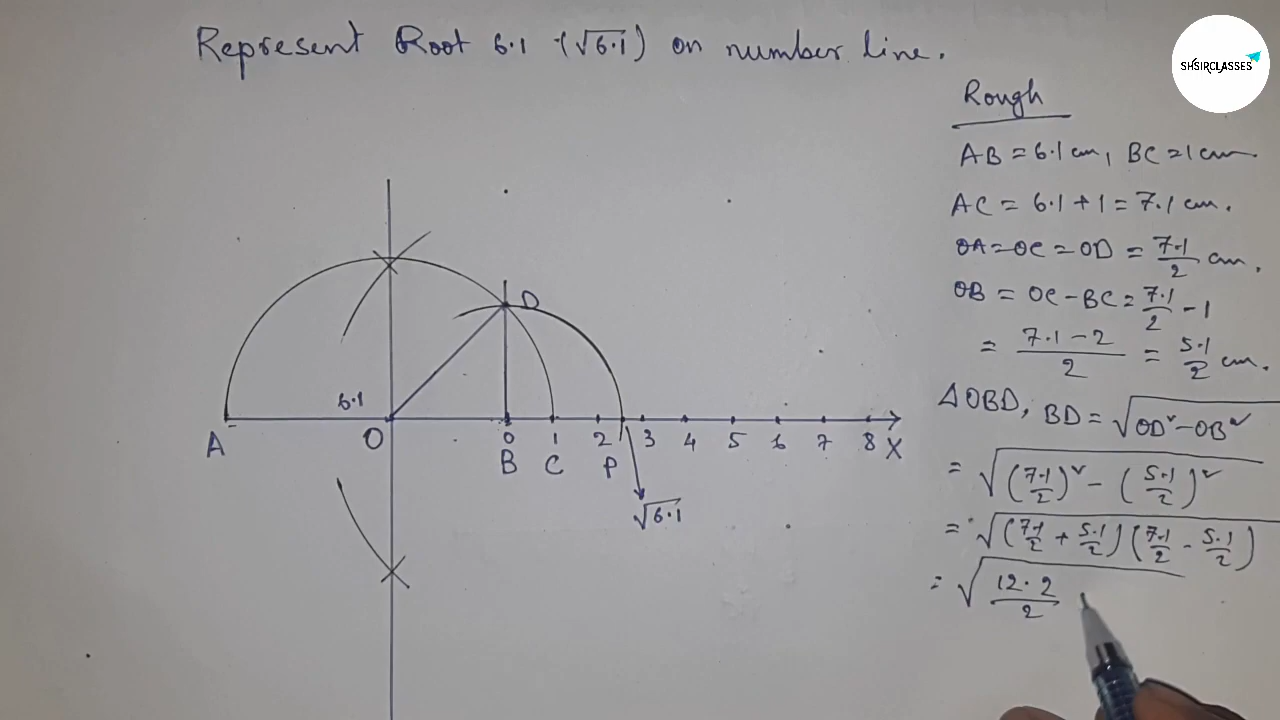 Represent Root 6.1 (√6.1) on number line.
SHSIRCLASSES
Rough
AB = 6.1 cm, BC = 1 cm
AC = 6.1 + 1 = 7.1 cm.
OA = OC = OD = 7.1/2 cm.
OB = OC - BC = 7.1/2 - 1
= (7.1 - 2)/2 = 5.1/2 cm.
△OBD, BD = √(OD² - OB²)
= √((7.1/2)² - (5.1/2)²)
= √((7.1/2 + 5.1/2)(7.1/2 - 5.1/2))
= √(12.2/2
D
6.1
A O 0 1 2 3 4 5 6 7 8 X
B C P
√6.1